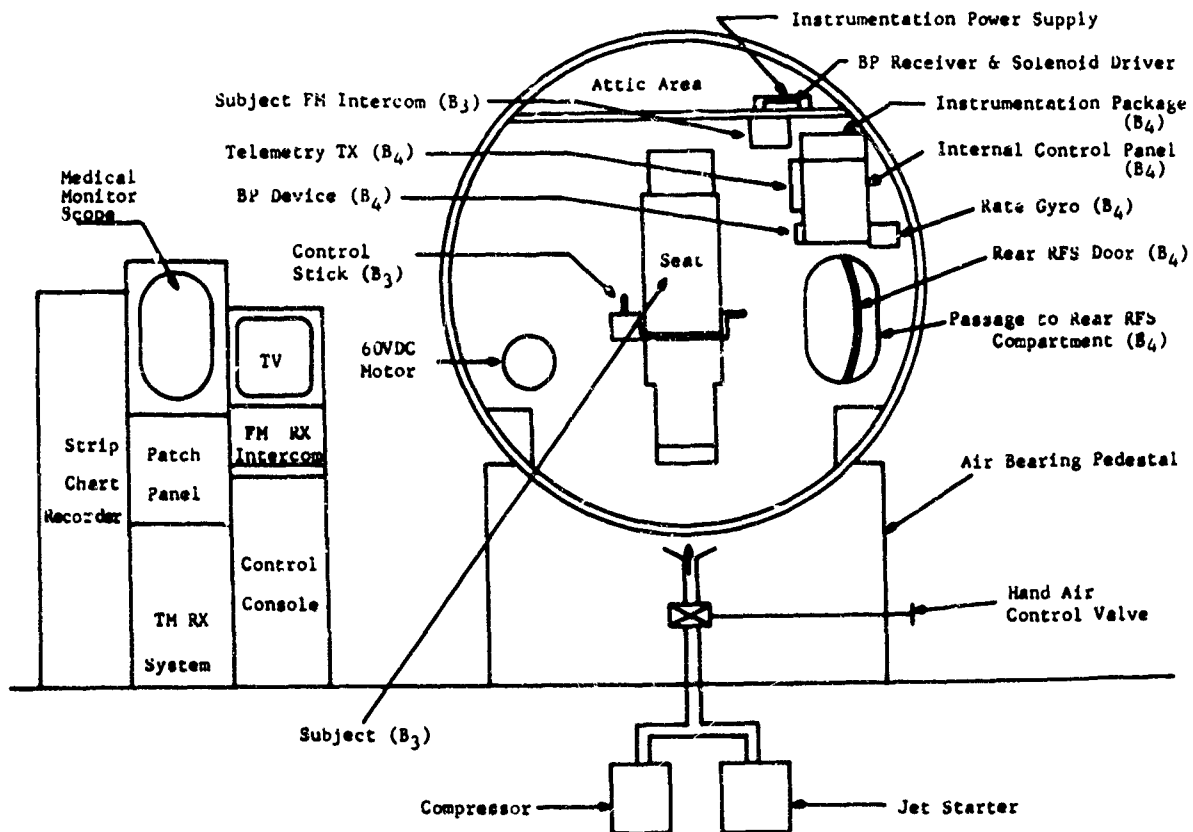 Instrumentation Power Supply
BP Receiver & Solenoid Driver
Attic Area
Subject FM Intercom (B3)
Instrumentation Package
(B4)
Telemetry TX (B4)
Internal Control Panel
(B4)
Medical
Monitor
Scope
BP Device (B4)
Rate Gyro (B4)
Control
Stick (B3)
Seat
Rear RFS Door (B4)
Passage to Rear RFS
Compartment (B4)
60VDC
Motor
TV
FM RX
Intercom
Strip
Chart
Recorder
Patch
Panel
Air Bearing Pedestal
Control
Console
Hand Air
Control Valve
TM RX
System
Subject (B3)
Compressor
Jet Starter